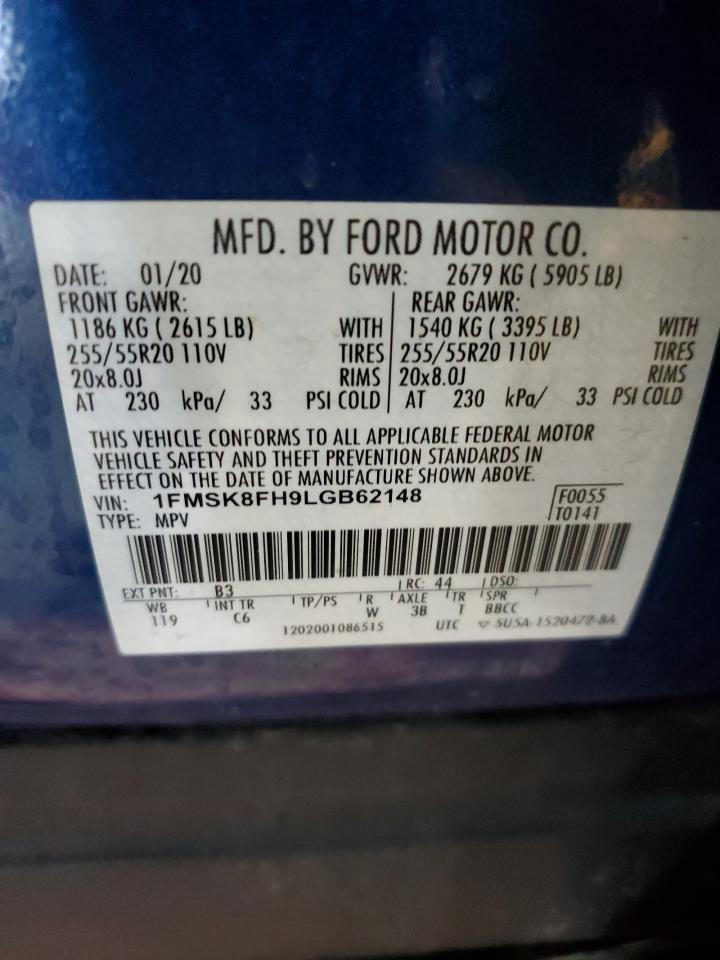 MFD. BY FORD MOTOR CO.
DATE: 01/20 GVWR: 2679 KG ( 5905 LB)
FRONT GAWR: REAR GAWR:
1186 KG ( 2615 LB) WITH 1540 KG ( 3395 LB) WITH
255/55R20 110V TIRES 255/55R20 110V TIRES
20x8.0J RIMS 20x8.0J RIMS
AT 230 kPa/ 33 PSI COLD AT 230 kPa/ 33 PSI COLD
THIS VEHICLE CONFORMS TO ALL APPLICABLE FEDERAL MOTOR
VEHICLE SAFETY AND THEFT PREVENTION STANDARDS IN
EFFECT ON THE DATE OF MANUFACTURE SHOWN ABOVE.
VIN: 1FMSK8FH9LGB62148 F0055
TYPE: MPV T0141
EXT PNT: B3 RC: 44 DSO:
WB INT TR TP/PS R AXLE TR SPR
119 C6 W 3B T BBCC
1202001086515 UTC ▽ 5U5A-1520472-BA